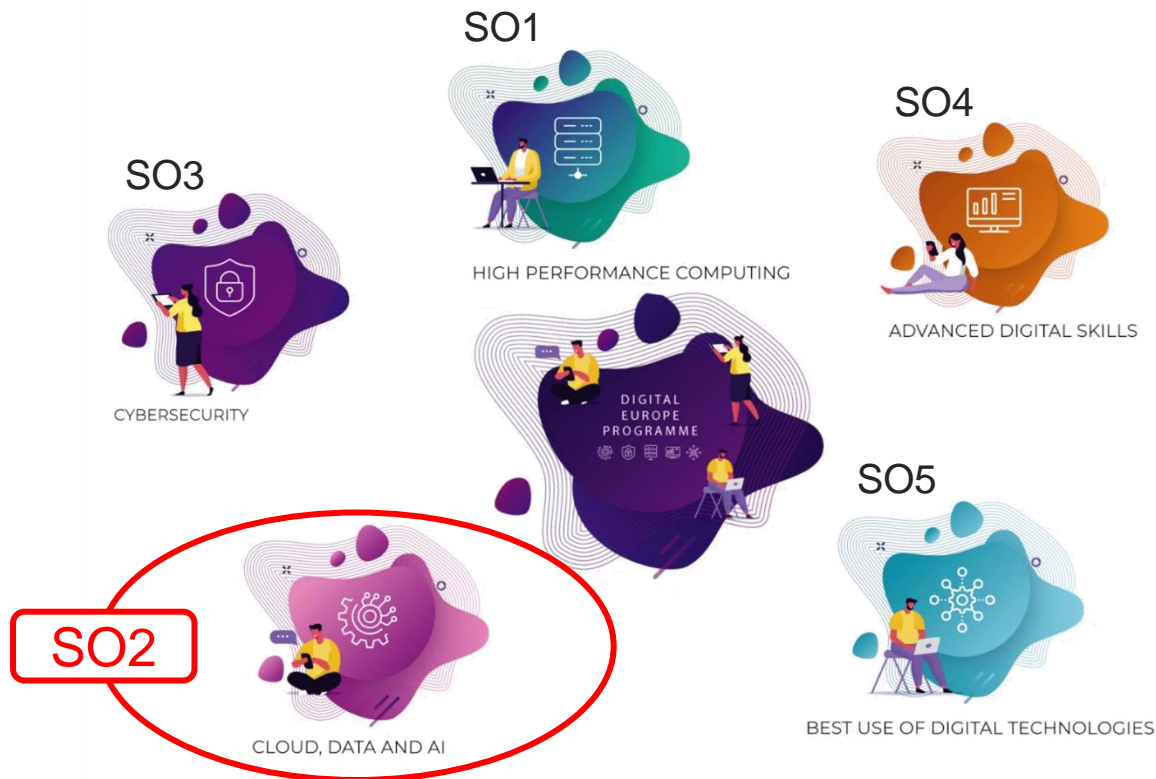 SO1
HIGH PERFORMANCE COMPUTING
SO4
ADVANCED DIGITAL SKILLS
SO3
CYBERSECURITY
DIGITAL
EUROPE
PROGRAMME
SO5
BEST USE OF DIGITAL TECHNOLOGIES
SO2
CLOUD, DATA AND AI